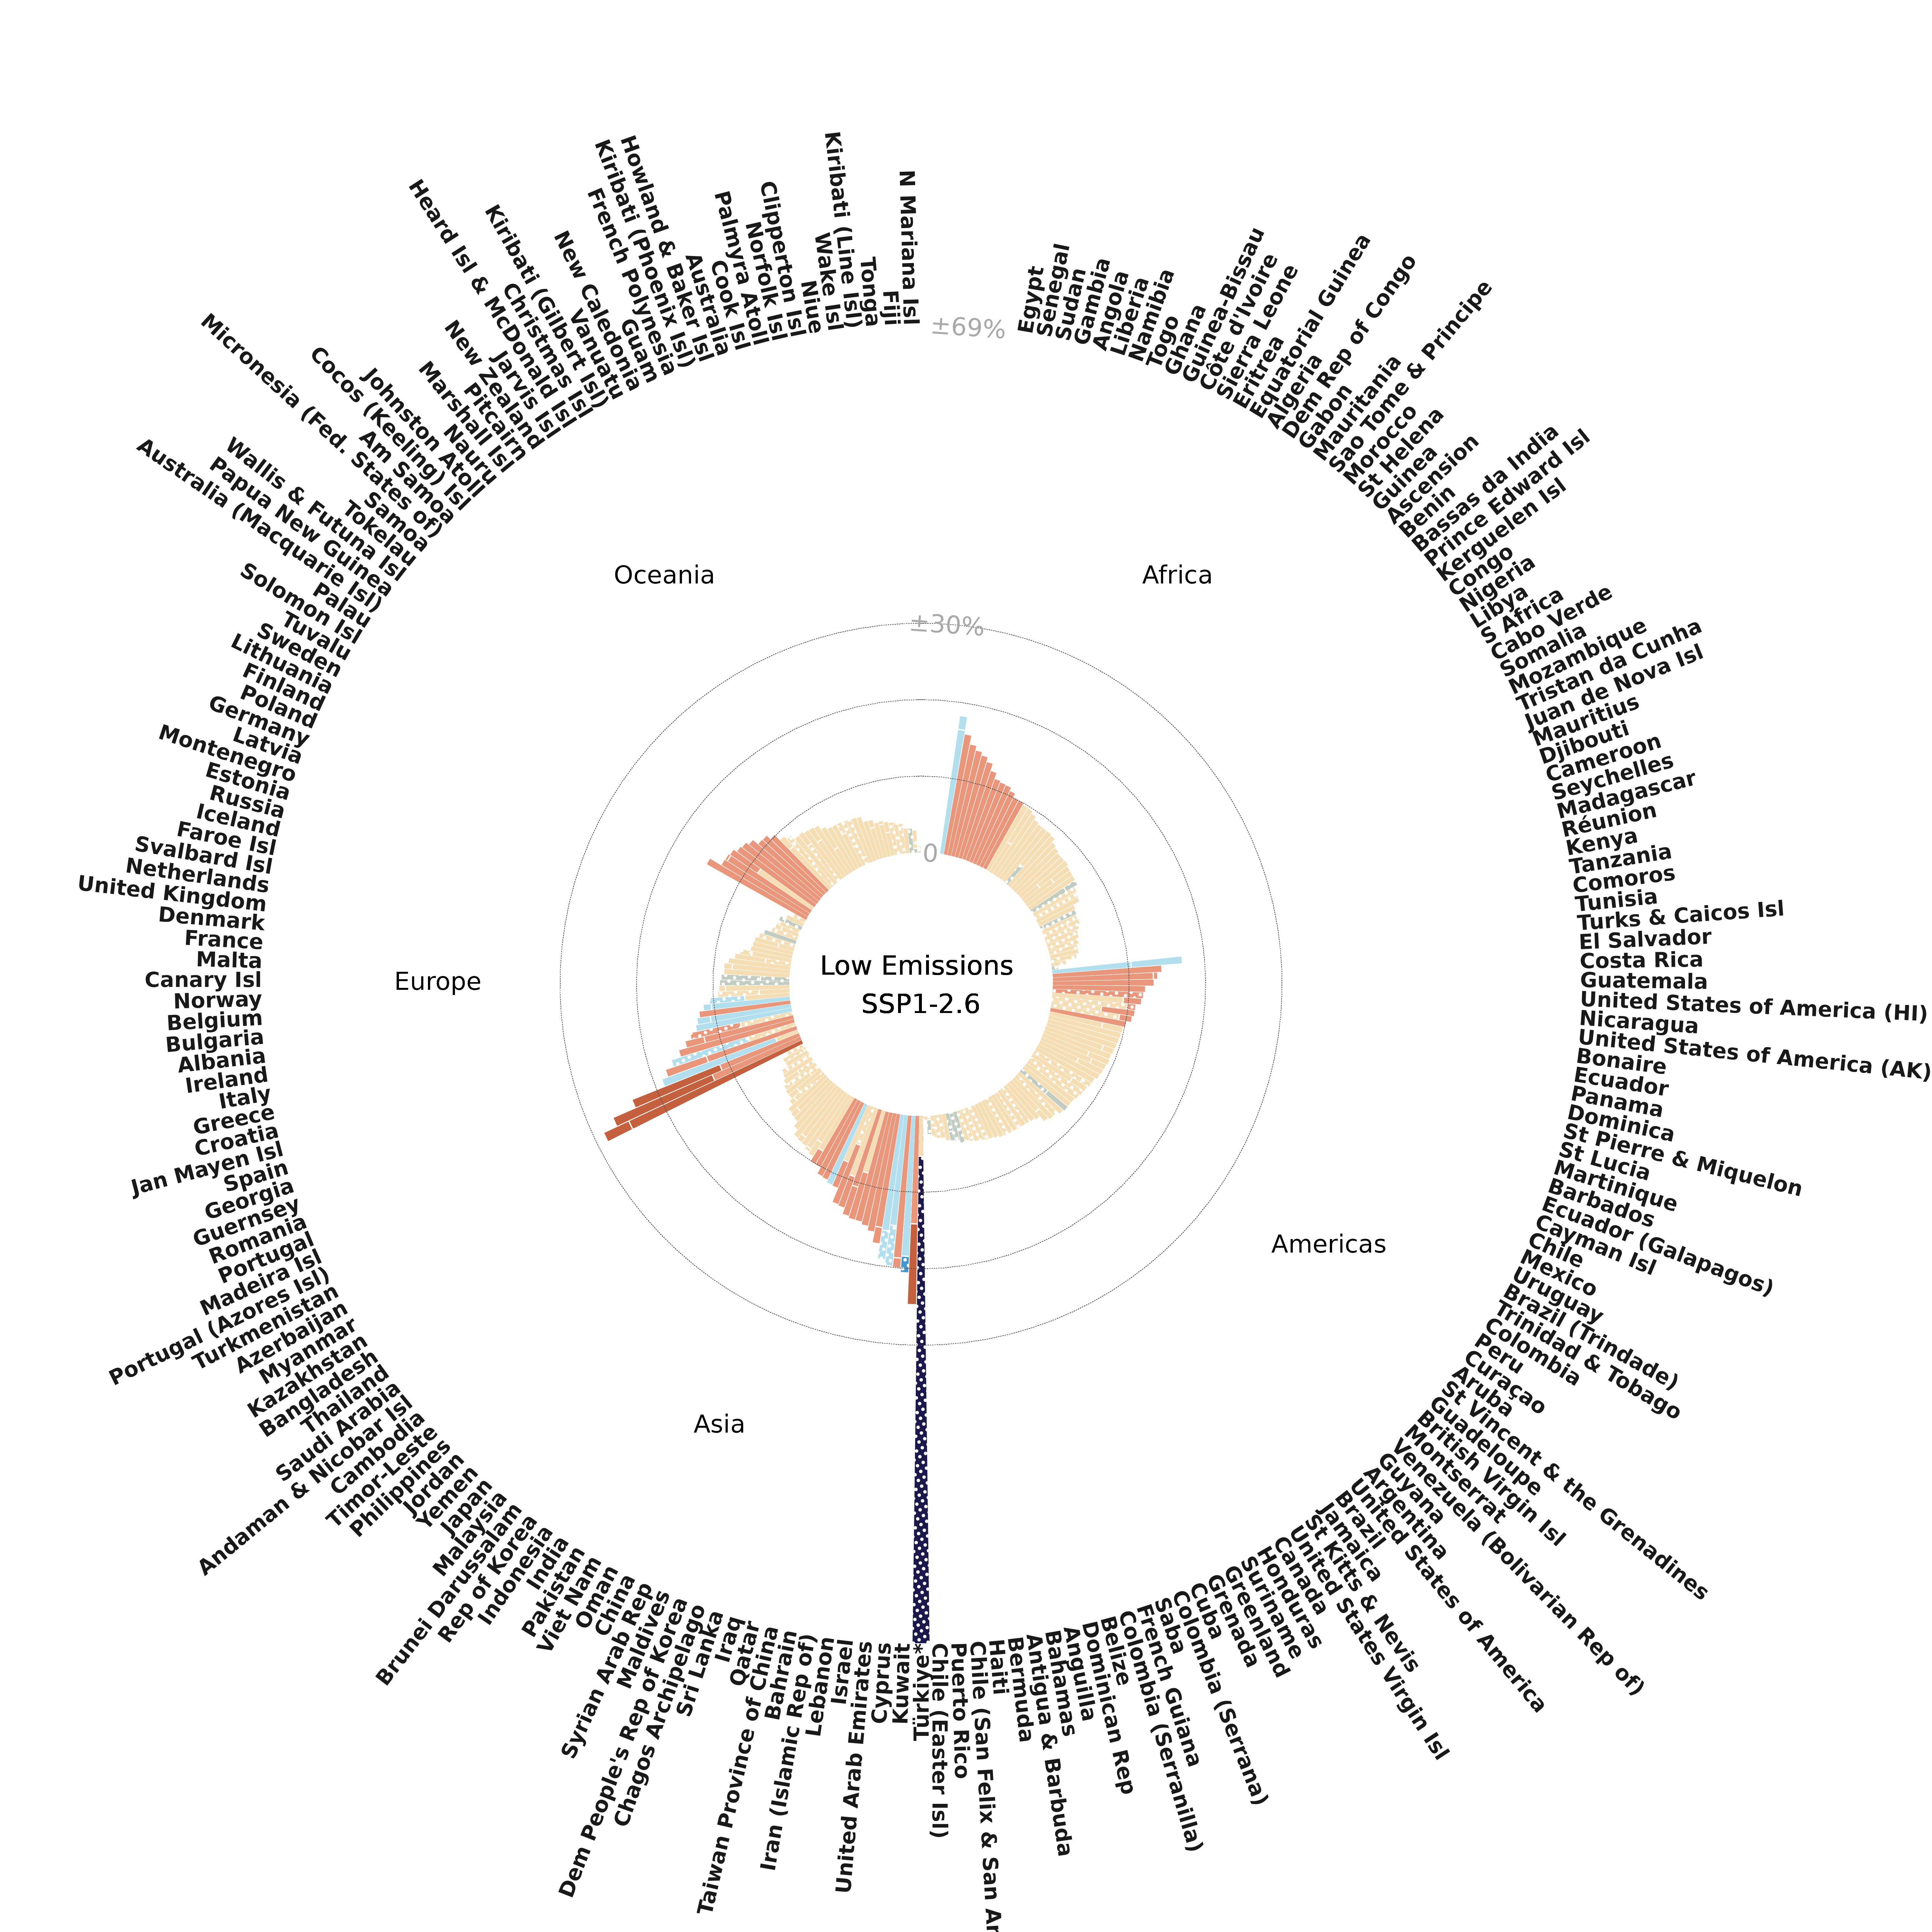 Low Emissions
SSP1-2.6
0
±30%
±69%
Africa
Americas
Asia
Europe
Oceania
Egypt
Senegal
Sudan
Gambia
Angola
Liberia
Namibia
Togo
Ghana
Guinea-Bissau
Côte d'Ivoire
Sierra Leone
Eritrea
Equatorial Guinea
Algeria
Dem Rep of Congo
Gabon
Mauritania
Sao Tome & Principe
Morocco
St Helena
Guinea
Ascension
Benin
Bassas da India
Prince Edward Isl
Kerguelen Isl
Congo
Nigeria
Libya
S Africa
Cabo Verde
Somalia
Mozambique
Tristan da Cunha
Juan de Nova Isl
Mauritius
Djibouti
Cameroon
Seychelles
Madagascar
Réunion
Kenya
Tanzania
Comoros
Tunisia
Turks & Caicos Isl
El Salvador
Costa Rica
Guatemala
United States of America (HI)
Nicaragua
United States of America (AK)
Bonaire
Ecuador
Panama
Dominica
St Pierre & Miquelon
St Lucia
Martinique
Barbados
Ecuador (Galapagos)
Cayman Isl
Chile
Mexico
Uruguay
Brazil (Trindade)
Trinidad & Tobago
Colombia
Peru
Curaçao
Aruba
St Vincent & the Grenadines
Guadeloupe
British Virgin Isl
Montserrat
Venezuela (Bolivarian Rep of)
Guyana
Argentina
United States of America
Brazil
Jamaica
St Kitts & Nevis
United States Virgin Isl
Canada
Honduras
Suriname
Greenland
Grenada
Cuba
Colombia (Serrana)
Saba
French Guiana
Colombia (Serranilla)
Belize
Dominican Rep
Anguilla
Bahamas
Antigua & Barbuda
Bermuda
Haiti
Chile (San Felix & San Am
Puerto Rico
Chile (Easter Isl)
Türkiye*
Kuwait
Cyprus
United Arab Emirates
Israel
Lebanon
Iran (Islamic Rep of)
Bahrain
Taiwan Province of China
Qatar
Iraq
Sri Lanka
Chagos Archipelago
Dem People's Rep of Korea
Maldives
Syrian Arab Rep
China
Oman
Viet Nam
Pakistan
India
Indonesia
Rep of Korea
Brunei Darussalam
Malaysia
Japan
Yemen
Jordan
Philippines
Timor-Leste
Cambodia
Andaman & Nicobar Isl
Saudi Arabia
Thailand
Bangladesh
Kazakhstan
Myanmar
Azerbaijan
Turkmenistan
Portugal (Azores Isl)
Madeira Isl
Portugal
Romania
Guernsey
Georgia
Spain
Jan Mayen Isl
Croatia
Greece
Italy
Ireland
Albania
Bulgaria
Belgium
Norway
Canary Isl
Malta
France
Denmark
United Kingdom
Netherlands
Svalbard Isl
Faroe Isl
Iceland
Russia
Estonia
Montenegro
Latvia
Germany
Poland
Finland
Lithuania
Sweden
Tuvalu
Solomon Isl
Palau
Australia (Macquarie Isl)
Papua New Guinea
Wallis & Futuna Isl
Tokelau
Samoa
Micronesia (Fed. States of)
Am Samoa
Cocos (Keeling) Isl
Johnston Atoll
Nauru
Marshall Isl
Pitcairn
New Zealand
Jarvis Isl
Heard Isl & McDonald Isl
Christmas Isl
Kiribati (Gilbert Isl)
Vanuatu
New Caledonia
Guam
French Polynesia
Kiribati (Phoenix Isl)
Howland & Baker Isl
Australia
Cook Isl
Palmyra Atoll
Norfolk Isl
Clipperton Isl
Niue
Wake Isl
Kiribati (Line Isl)
Tonga
Fiji
N Mariana Isl